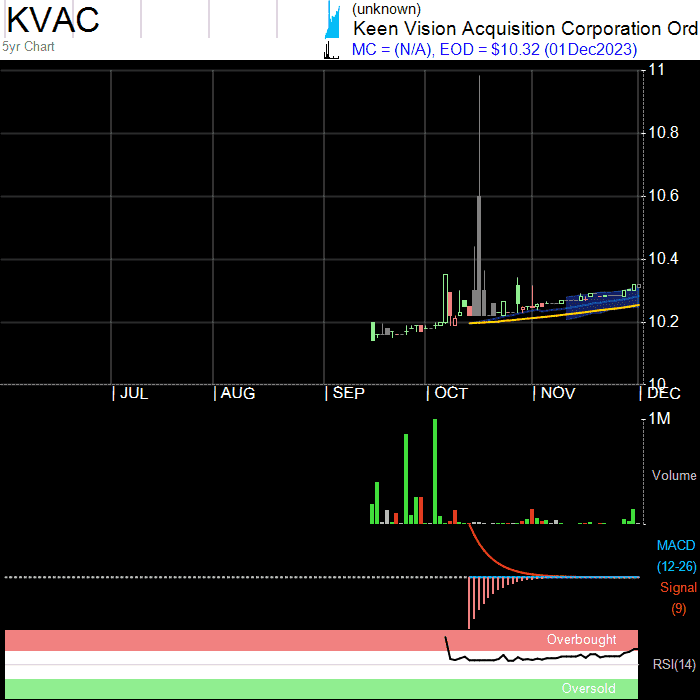 KVAC
5yr Chart
(unknown)
Keen Vision Acquisition Corporation Ord
MC = (N/A), EOD = $10.32 (01Dec2023)
11
10.8
10.6
10.4
10.2
10
JUL
AUG
SEP
OCT
NOV
DEC
1M
Volume
MACD
(12-26)
Signal
(9)
Overbought
RSI(14)
Oversold